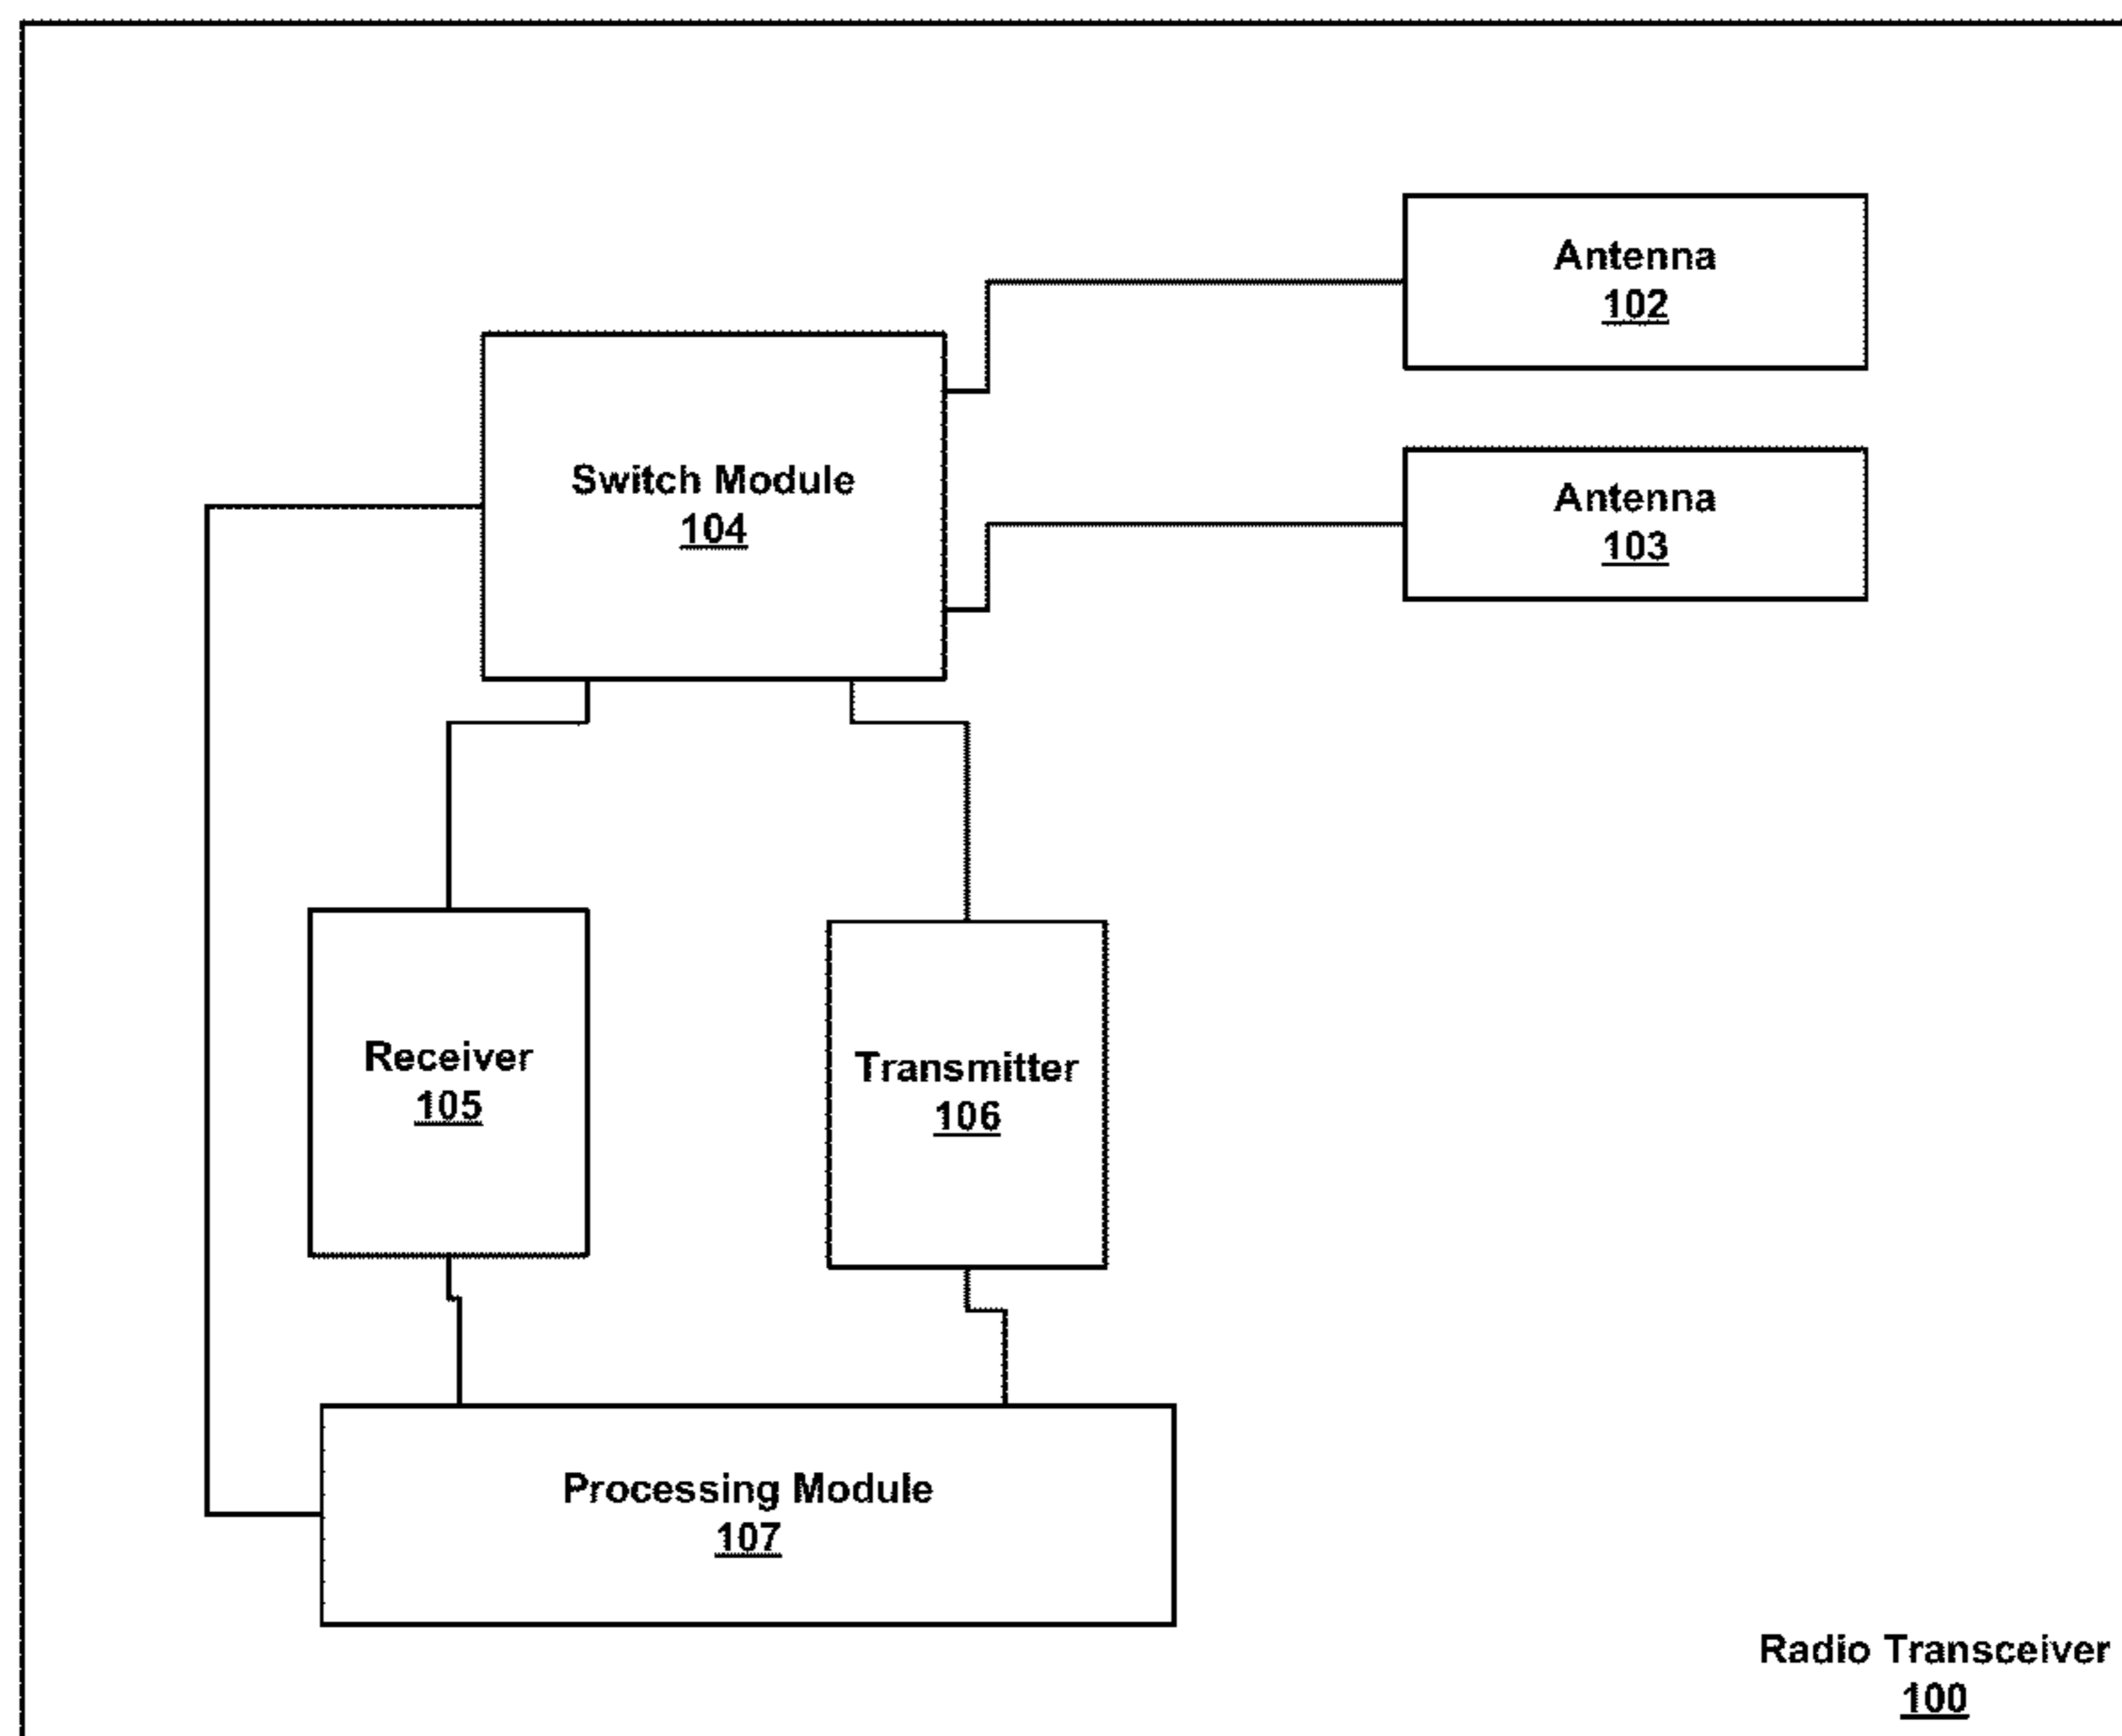 Antenna
102
Switch Module
104
Antenna
103
Receiver
105
Transmitter
106
Processing Module
107
Radio Transceiver
100